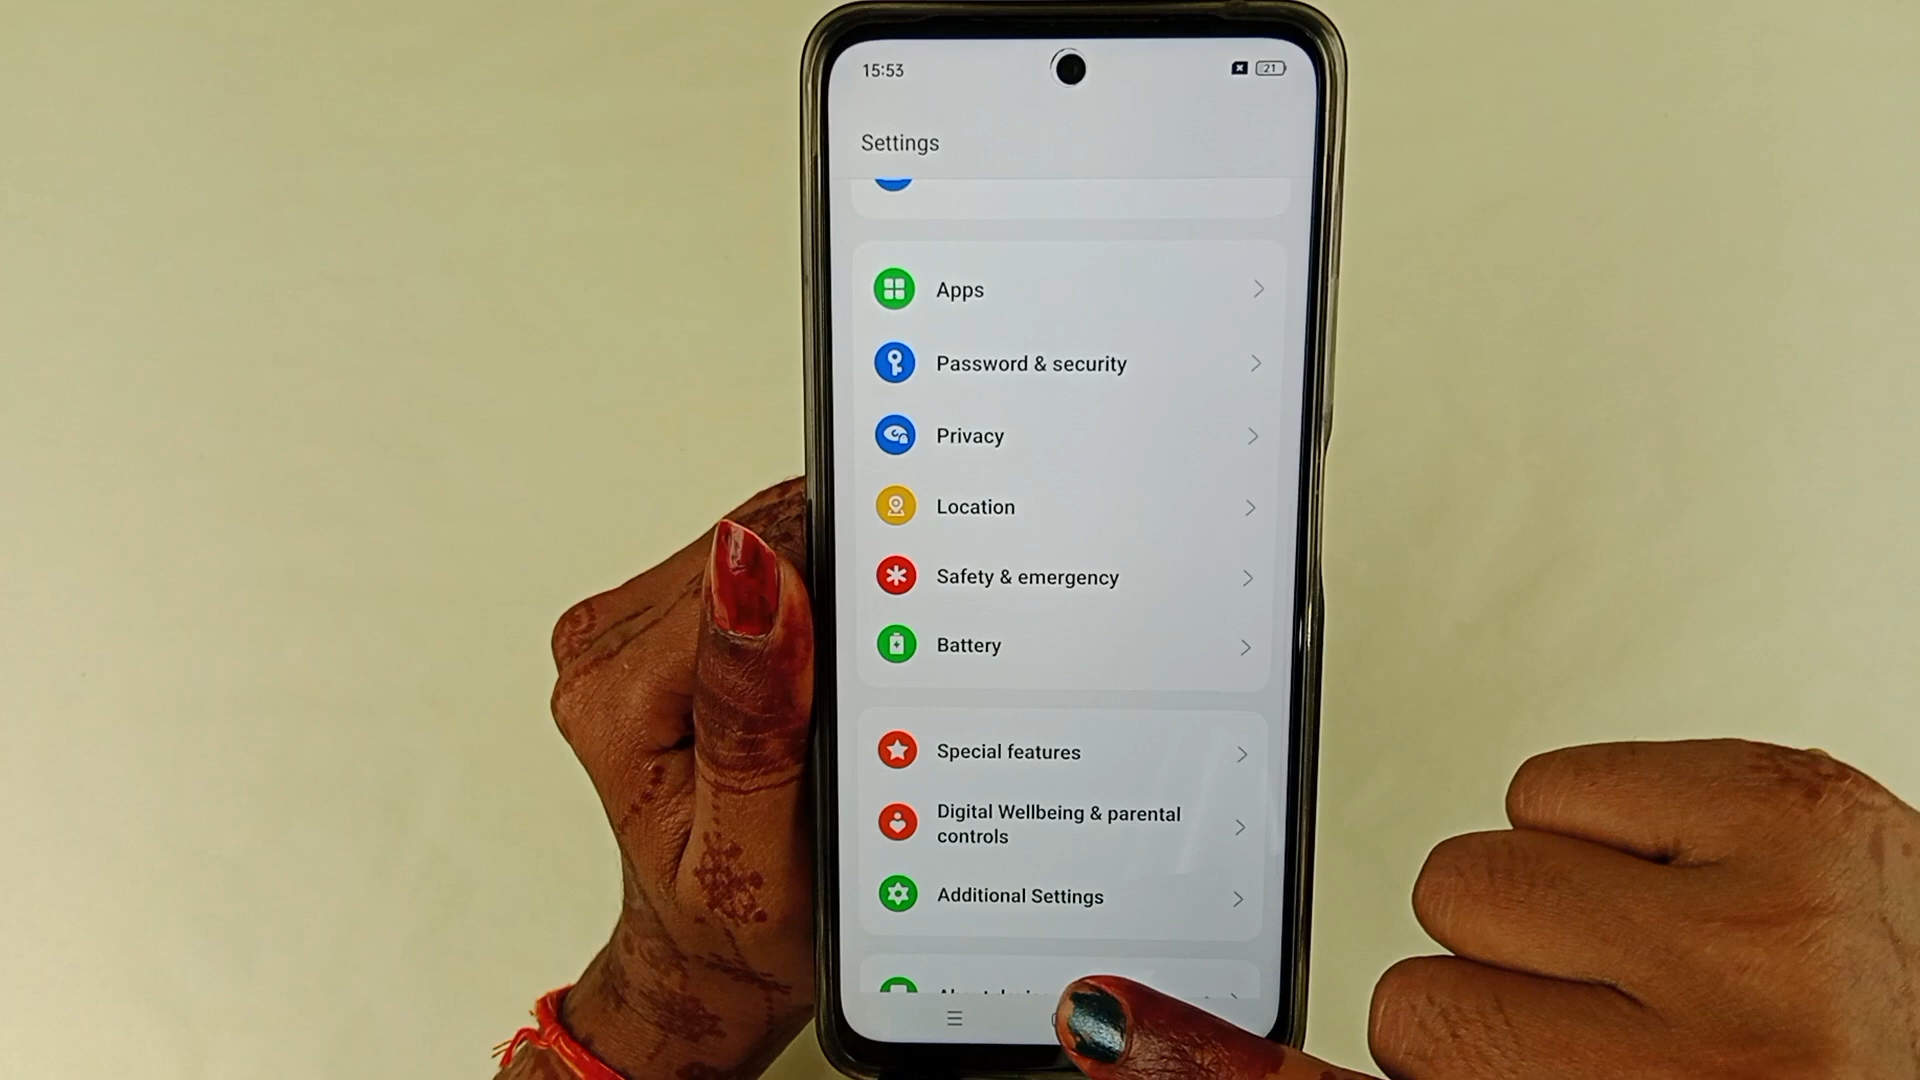 15:53
21
Settings
Apps
Password & security
Privacy
Location
Safety & emergency
Battery
Special features
Digital Wellbeing & parental
controls
Additional Settings